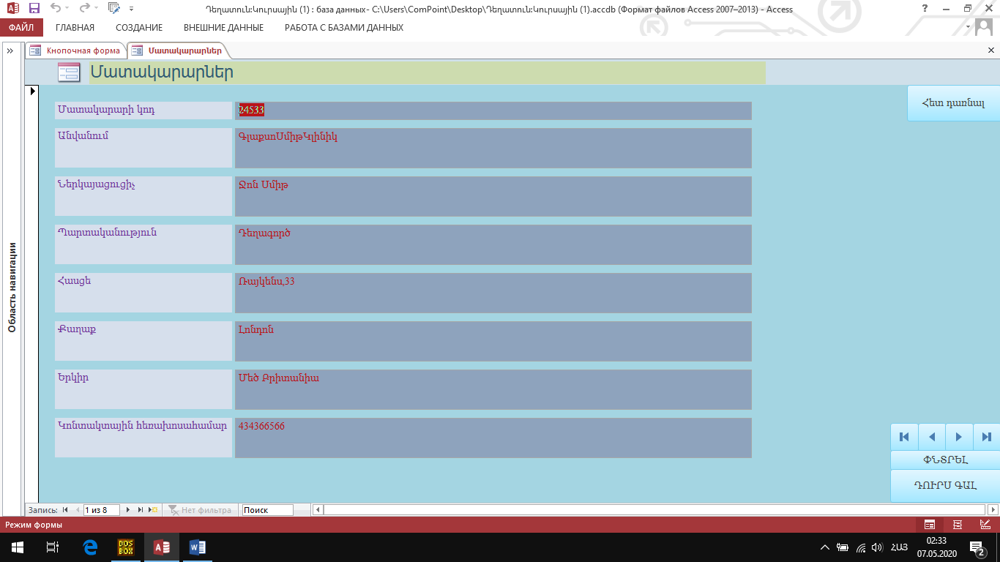 Դեղատուն:Կուրսային (1) : база данных- C:\Users\ComPoint\Desktop\Դեղատուն:Կուրսային (1).accdb (Формат файлов Access 2007–2013) - Access
ФАЙЛ ГЛАВНАЯ СОЗДАНИЕ ВНЕШНИЕ ДАННЫЕ РАБОТА С БАЗАМИ ДАННЫХ
Кнопочная форма Մատակարարներ
Մատակարարներ
Հետ դառնալ
Մատակարարի կոդ 24533
Անվանում ԳլաքսոՍմիթԿլինիկ
Ներկայացուցիչ Ջոն Սմիթ
Պարտականություն Դեղագործ
Հասցե Ռայկենս,33
Քաղաք Լոնդոն
Երկիր Մեծ Բրիտանիա
Կոնտակտային հեռախոսահամար 434366566
ՓՆՏՐԵԼ
ԴՈՒՐՍ ԳԱԼ
Область навигации
Запись: 1 из 8 Нет фильтра Поиск
Режим формы
DOS BOX
ՀԱՅ
02:33
07.05.2020
2